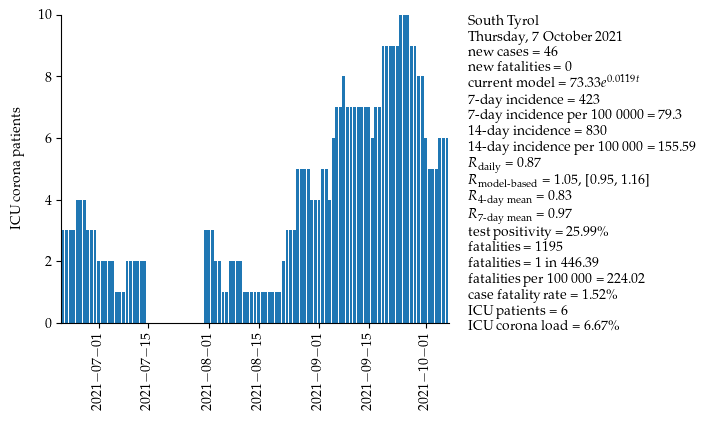 10
8
6
4
2
0
ICU corona patients
2021−07−01
2021−07−15
2021−08−01
2021−08−15
2021−09−01
2021−09−15
2021−10−01
South Tyrol
Thursday, 7 October 2021
new cases = 46
new fatalities = 0
current model = 73.33e^0.0119t
7-day incidence = 423
7-day incidence per 100 0000 = 79.3
14-day incidence = 830
14-day incidence per 100 000 = 155.59
R_daily = 0.87
R_model-based = 1.05, [0.95, 1.16]
R_4-day mean = 0.83
R_7-day mean = 0.97
test positivity = 25.99%
fatalities = 1195
fatalities = 1 in 446.39
fatalities per 100 000 = 224.02
case fatality rate = 1.52%
ICU patients = 6
ICU corona load = 6.67%